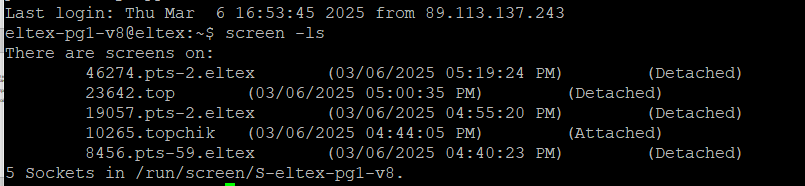 Last login: Thu Mar  6 16:53:45 2025 from 89.113.137.243
eltex-pg1-v8@eltex:~$ screen -ls
There are screens on:
        46274.pts-2.eltex       (03/06/2025 05:19:24 PM)        (Detached)
        23642.top       (03/06/2025 05:00:35 PM)        (Detached)
        19057.pts-2.eltex       (03/06/2025 04:55:20 PM)        (Detached)
        10265.topchik   (03/06/2025 04:44:05 PM)        (Attached)
        8456.pts-59.eltex       (03/06/2025 04:40:23 PM)        (Detached)
5 Sockets in /run/screen/S-eltex-pg1-v8.